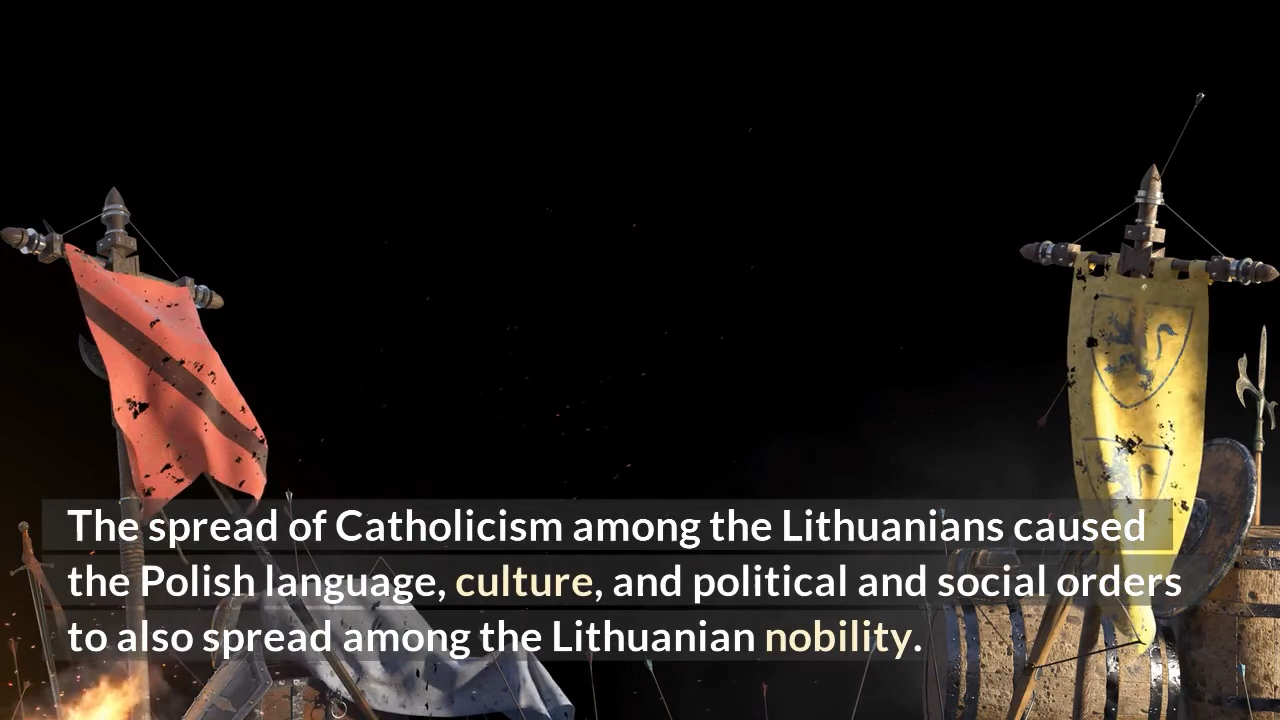 The spread of Catholicism among the Lithuanians caused
the Polish language, culture, and political and social orders
to also spread among the Lithuanian nobility.